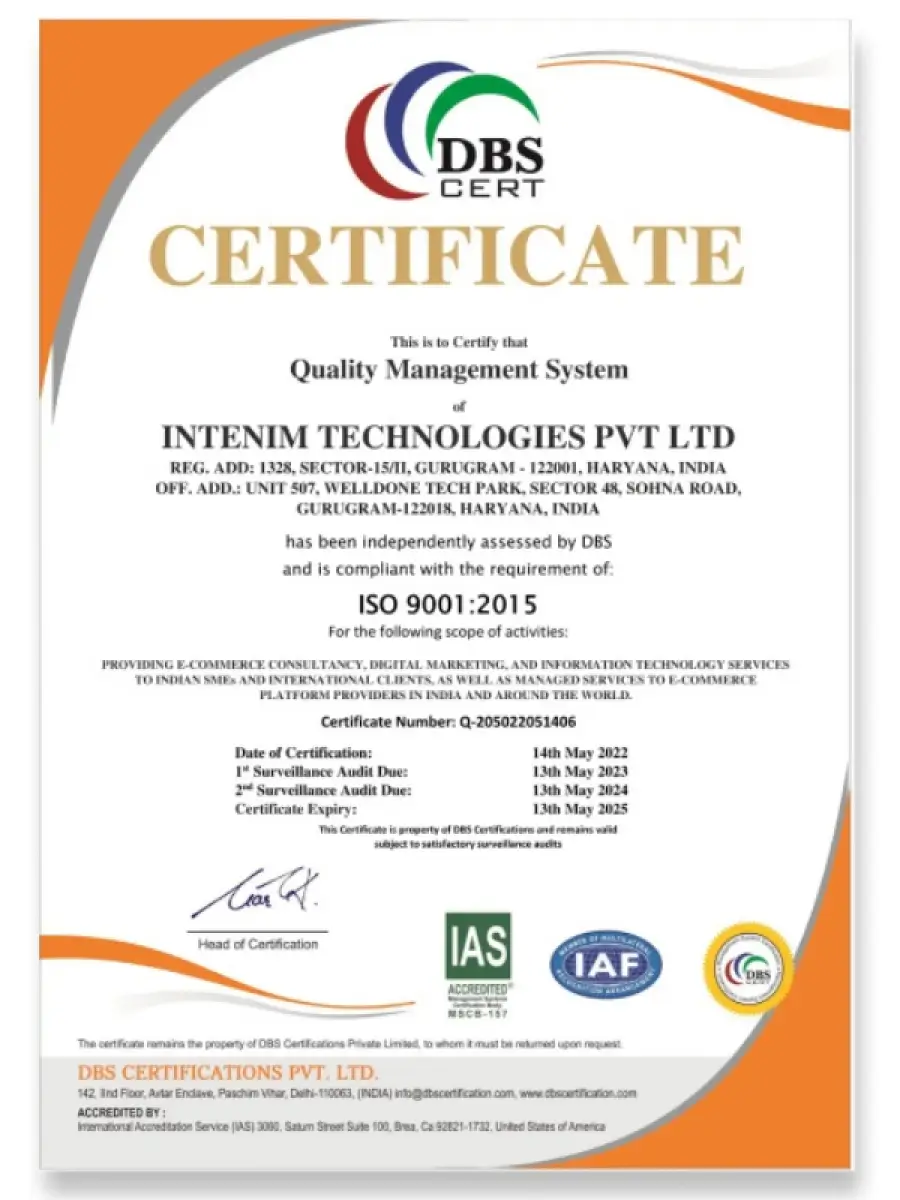 DBS
CERT
CERTIFICATE
This is to Certify that
Quality Management System
of
INTENIM TECHNOLOGIES PVT LTD
REG. ADD: 1328, SECTOR-15/II, GURUGRAM - 122001, HARYANA, INDIA
OFF. ADD.: UNIT 507, WELLDONE TECH PARK, SECTOR 48, SOHNA ROAD,
GURUGRAM-122018, HARYANA, INDIA
has been independently assessed by DBS
and is compliant with the requirement of:
ISO 9001:2015
For the following scope of activities:
PROVIDING E-COMMERCE CONSULTANCY, DIGITAL MARKETING, AND INFORMATION TECHNOLOGY SERVICES
TO INDIAN SMEs AND INTERNATIONAL CLIENTS, AS WELL AS MANAGED SERVICES TO E-COMMERCE
PLATFORM PROVIDERS IN INDIA AND AROUND THE WORLD.
Certificate Number: Q-205022051406
Date of Certification: 14th May 2022
1st Surveillance Audit Due: 13th May 2023
2nd Surveillance Audit Due: 13th May 2024
Certificate Expiry: 13th May 2025
This Certificate is property of DBS Certifications and remains valid
subject to satisfactory surveillance audits
Head of Certification
IAS
ACCREDITED
Management Systems
Certification Body
MSCB-157
MEMBER OF MULTILATERAL
IAF
RECOGNITION ARRANGEMENT
DBS
CERT
The certificate remains the property of DBS Certifications Private Limited, to whom it must be returned upon request.
DBS CERTIFICATIONS PVT. LTD.
142, IInd Floor, Avtar Enclave, Paschim Vihar, Delhi-110063, (INDIA) info@dbscertification.com, www.dbscertification.com
ACCREDITED BY :
International Accreditation Service (IAS) 3060, Saturn Street Suite 100, Brea, Ca 92821-1732, United States of America